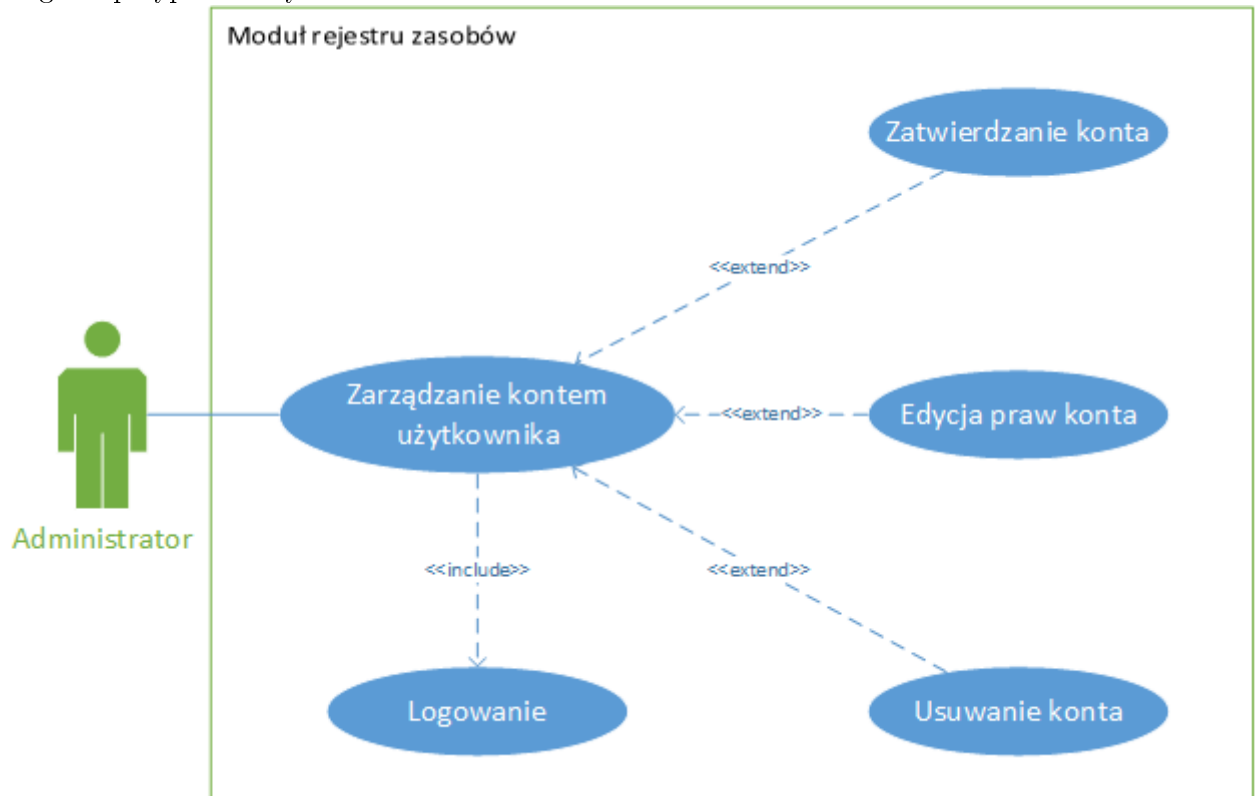 Moduł rejestru zasobów
Zatwierdzanie konta
<<extend>>
Zarządzanie kontem
użytkownika
<<extend>>
Edycja praw konta
Administrator
<<include>>
<<extend>>
Logowanie
Usuwanie konta